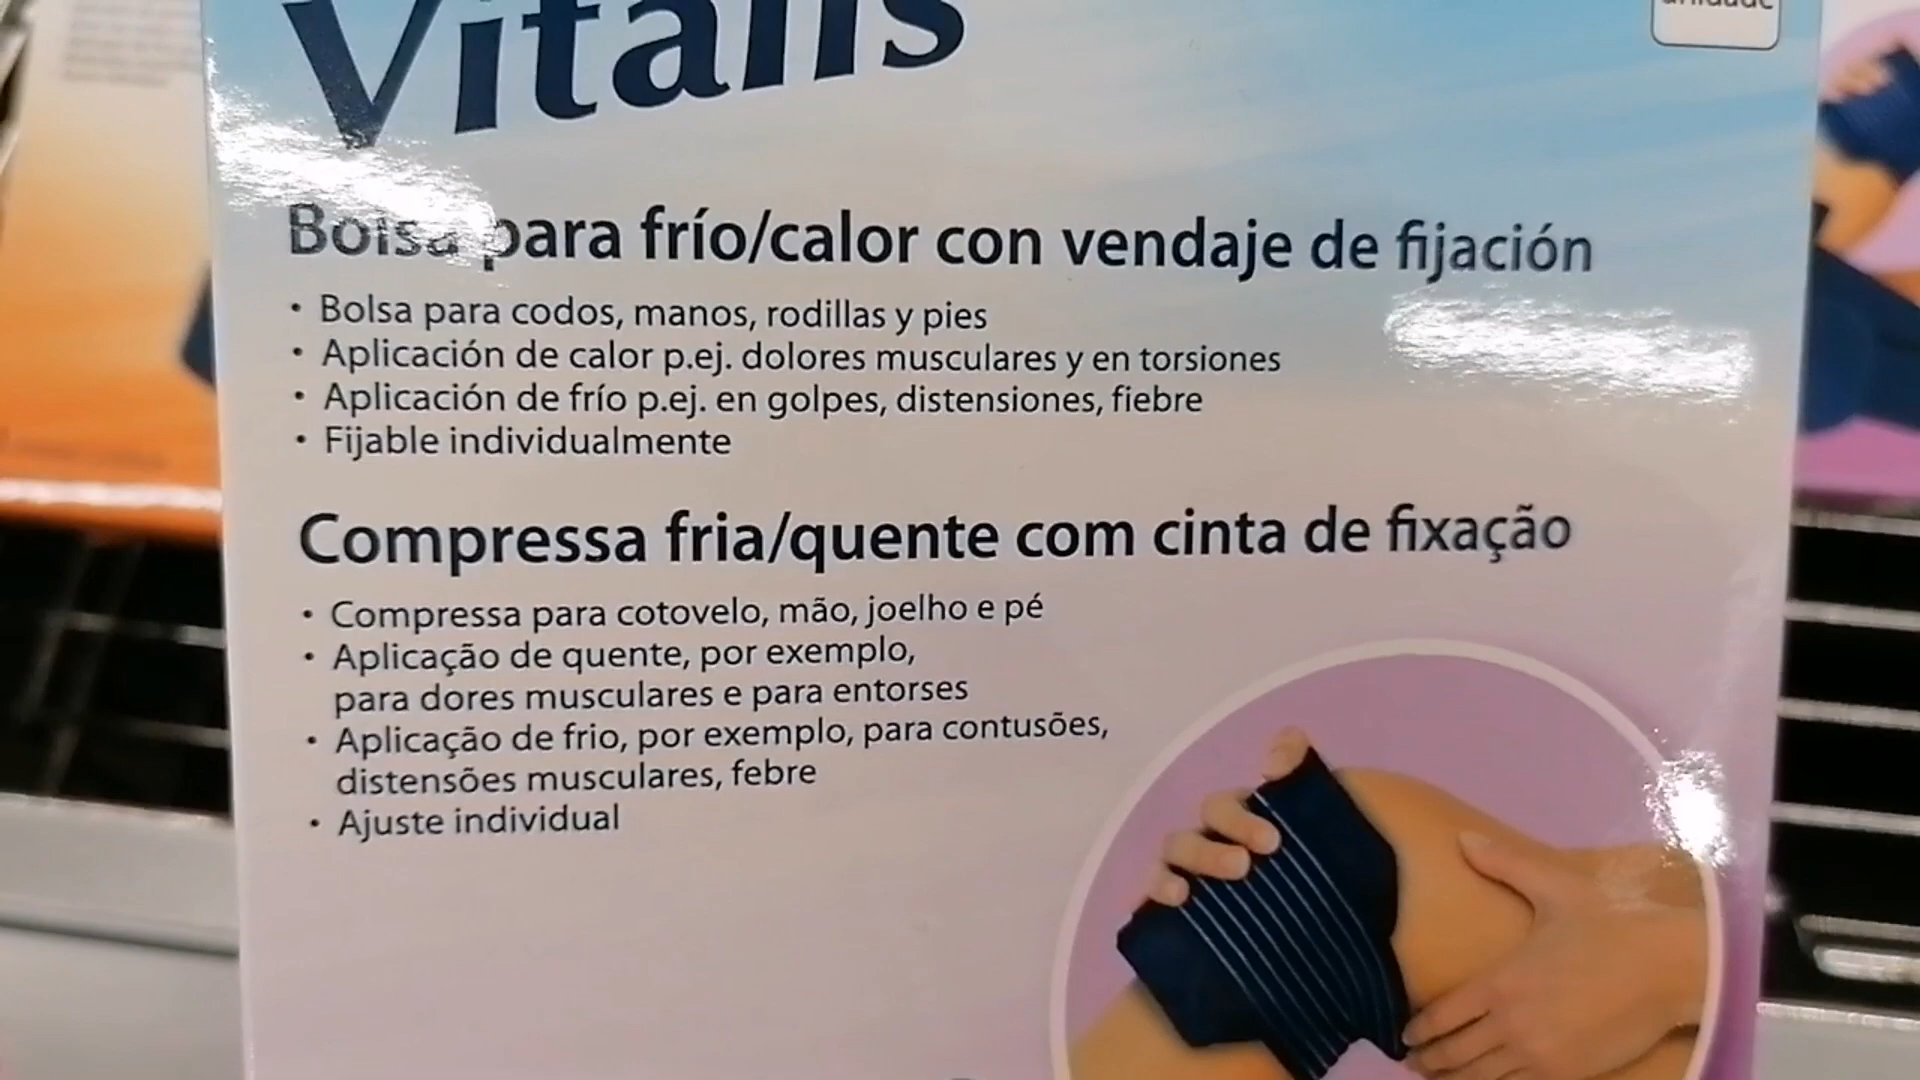 Vitalis
unidade
Bolsa para frío/calor con vendaje de fijación
• Bolsa para codos, manos, rodillas y pies
• Aplicación de calor p.ej. dolores musculares y en torsiones
• Aplicación de frío p.ej. en golpes, distensiones, fiebre
• Fijable individualmente
Compressa fria/quente com cinta de fixação
• Compressa para cotovelo, mão, joelho e pé
• Aplicação de quente, por exemplo,
para dores musculares e para entorses
• Aplicação de frio, por exemplo, para contusões,
distensões musculares, febre
• Ajuste individual